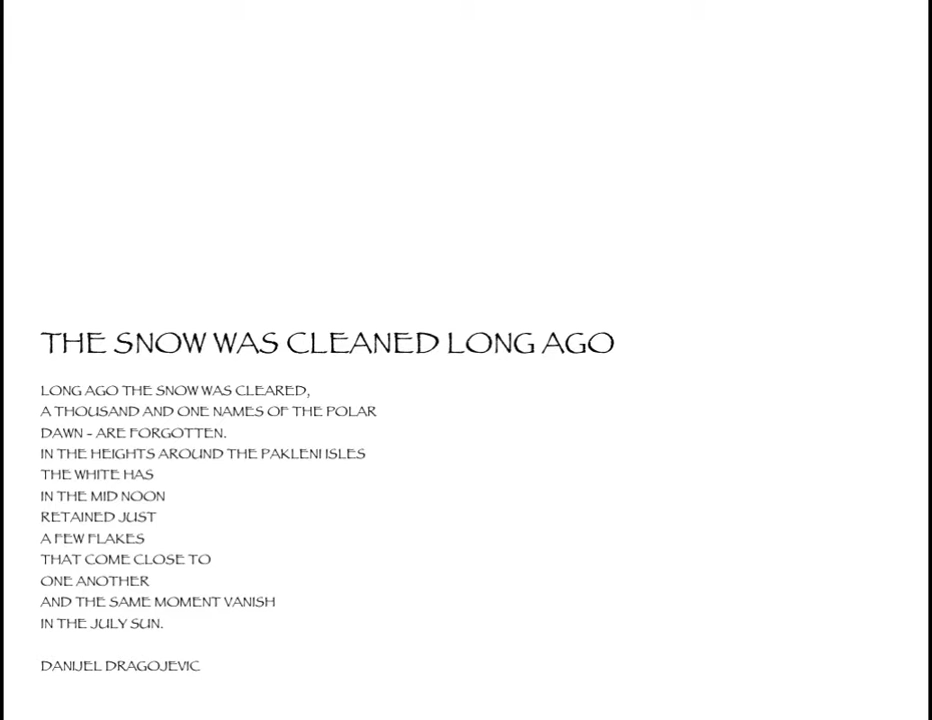 THE SNOW WAS CLEANED LONG AGO
LONG AGO THE SNOW WAS CLEARED,
A THOUSAND AND ONE NAMES OF THE POLAR
DAWN - ARE FORGOTTEN.
IN THE HEIGHTS AROUND THE PAKLENI ISLES
THE WHITE HAS
IN THE MID NOON
RETAINED JUST
A FEW FLAKES
THAT COME CLOSE TO
ONE ANOTHER
AND THE SAME MOMENT VANISH
IN THE JULY SUN.
DANIJEL DRAGOJEVIC